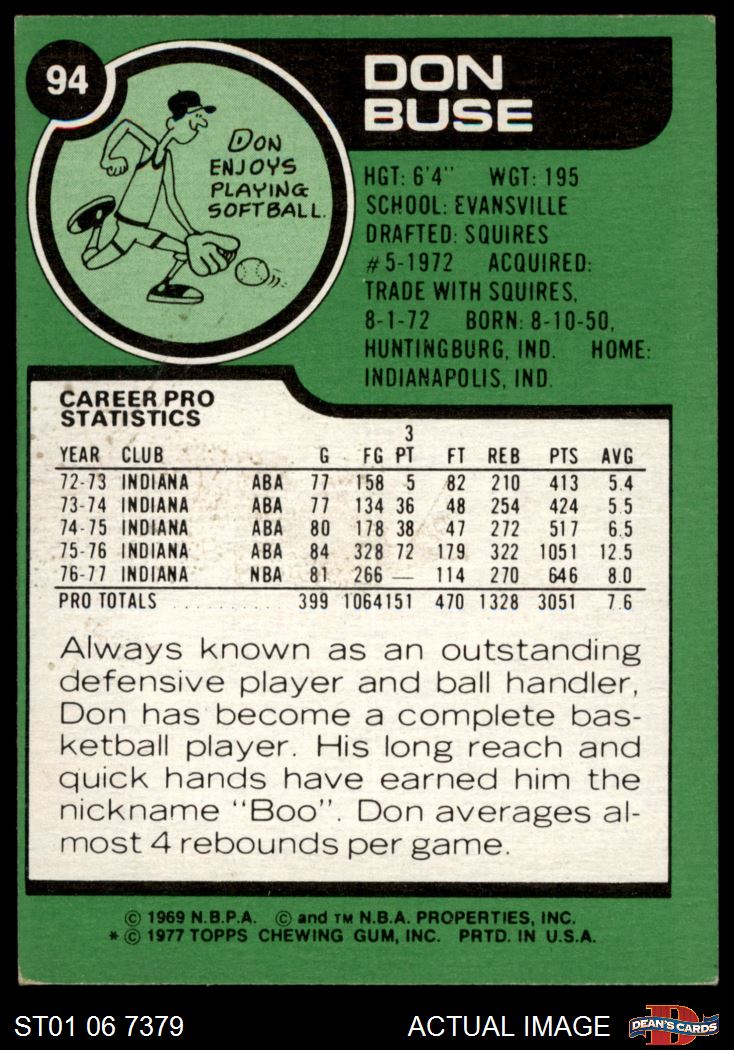 94
DON
BUSE
DON
ENJOYS
PLAYING
SOFTBALL.
HGT: 6'4" WGT: 195
SCHOOL: EVANSVILLE
DRAFTED: SQUIRES
#5-1972 ACQUIRED:
TRADE WITH SQUIRES,
8-1-72 BORN: 8-10-50,
HUNTINGBURG, IND. HOME:
INDIANAPOLIS, IND.
CAREER PRO
STATISTICS
3
YEAR CLUB G FG PT FT REB PTS AVG
72-73 INDIANA ABA 77 158 5 82 210 413 5.4
73-74 INDIANA ABA 77 134 36 48 254 424 5.5
74-75 INDIANA ABA 80 178 38 47 272 517 6.5
75-76 INDIANA ABA 84 328 72 179 322 1051 12.5
76-77 INDIANA NBA 81 266 — 114 270 646 8.0
PRO TOTALS . . . . . . . . . . 399 1064 151 470 1328 3051 7.6
Always known as an outstanding
defensive player and ball handler,
Don has become a complete bas-
ketball player. His long reach and
quick hands have earned him the
nickname "Boo". Don averages al-
most 4 rebounds per game.
© 1969 N.B.P.A. © and TM N.B.A. PROPERTIES, INC.
* © 1977 TOPPS CHEWING GUM, INC. PRTD. IN U.S.A.
ST01 06 7379 ACTUAL IMAGE DEAN'S CARDS